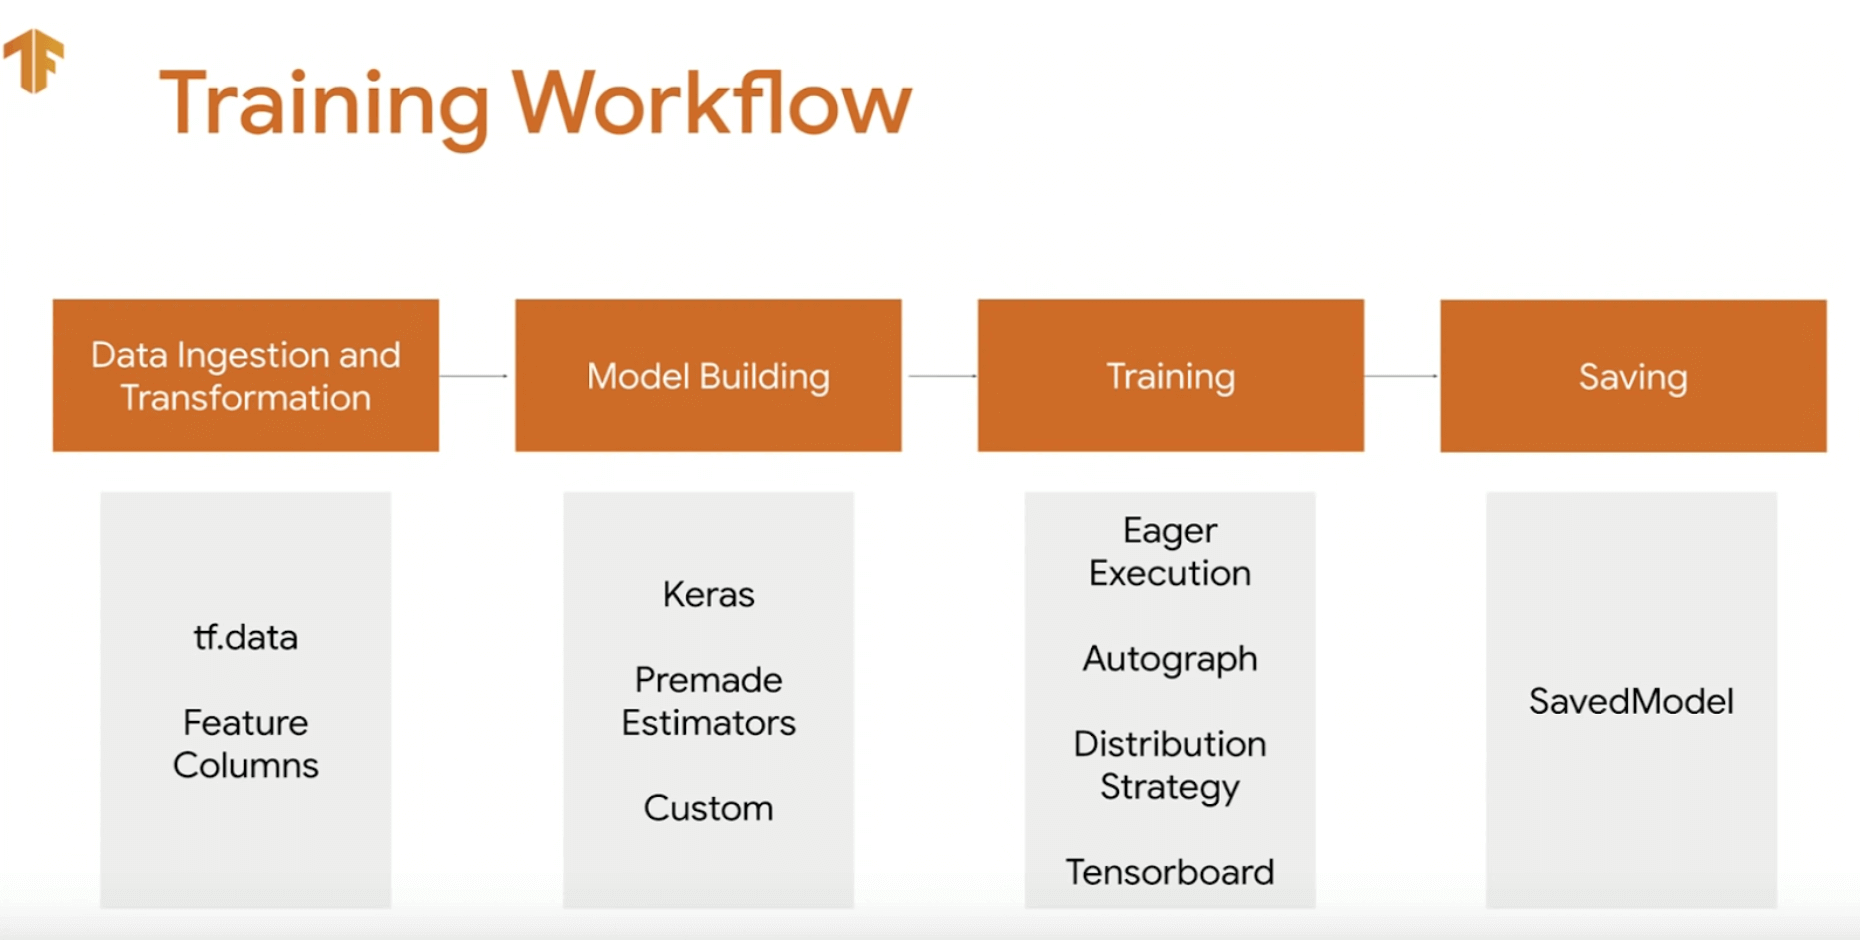 Training Workflow
Data Ingestion and
Transformation
Model Building
Training
Saving
tf.data
Feature
Columns
Keras
Premade
Estimators
Custom
Eager
Execution
Autograph
Distribution
Strategy
Tensorboard
SavedModel